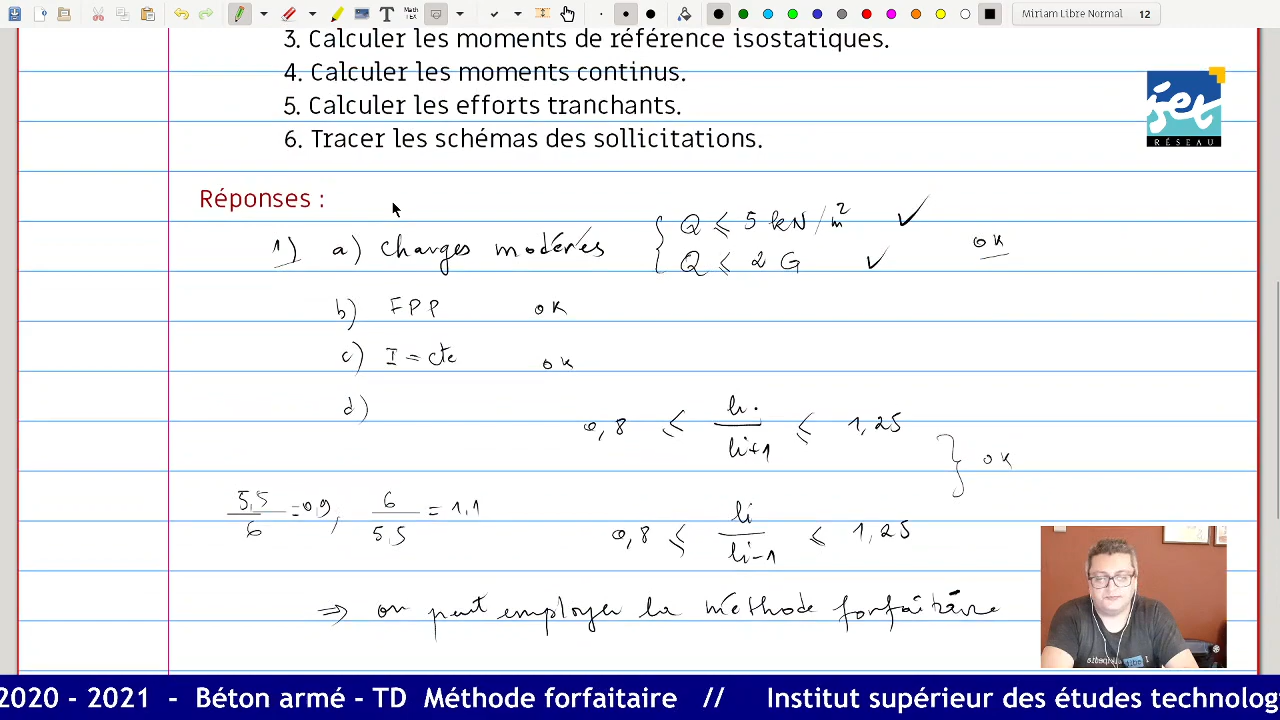 Miriam Libre Normal 12
3. Calculer les moments de référence isostatiques.
4. Calculer les moments continus.
5. Calculer les efforts tranchants.
6. Tracer les schémas des sollicitations.
iset
RÉSEAU
Réponses :
1) a) Charges modérés { Q ⩽ 5 kN/m² ✓
Q ⩽ 2 G ✓ ok
b) FPP ok
c) I = cte ok
d) 0,8 ⩽ li / li+1 ⩽ 1,25
} ok
5,5 / 6 = 0,9, 6 / 5,5 = 1,1
0,8 ⩽ li / li-1 ⩽ 1,25
⇒ on peut employer la méthode forfaitaire
2020 - 2021 - Béton armé - TD Méthode forfaitaire // Institut supérieur des études technolog